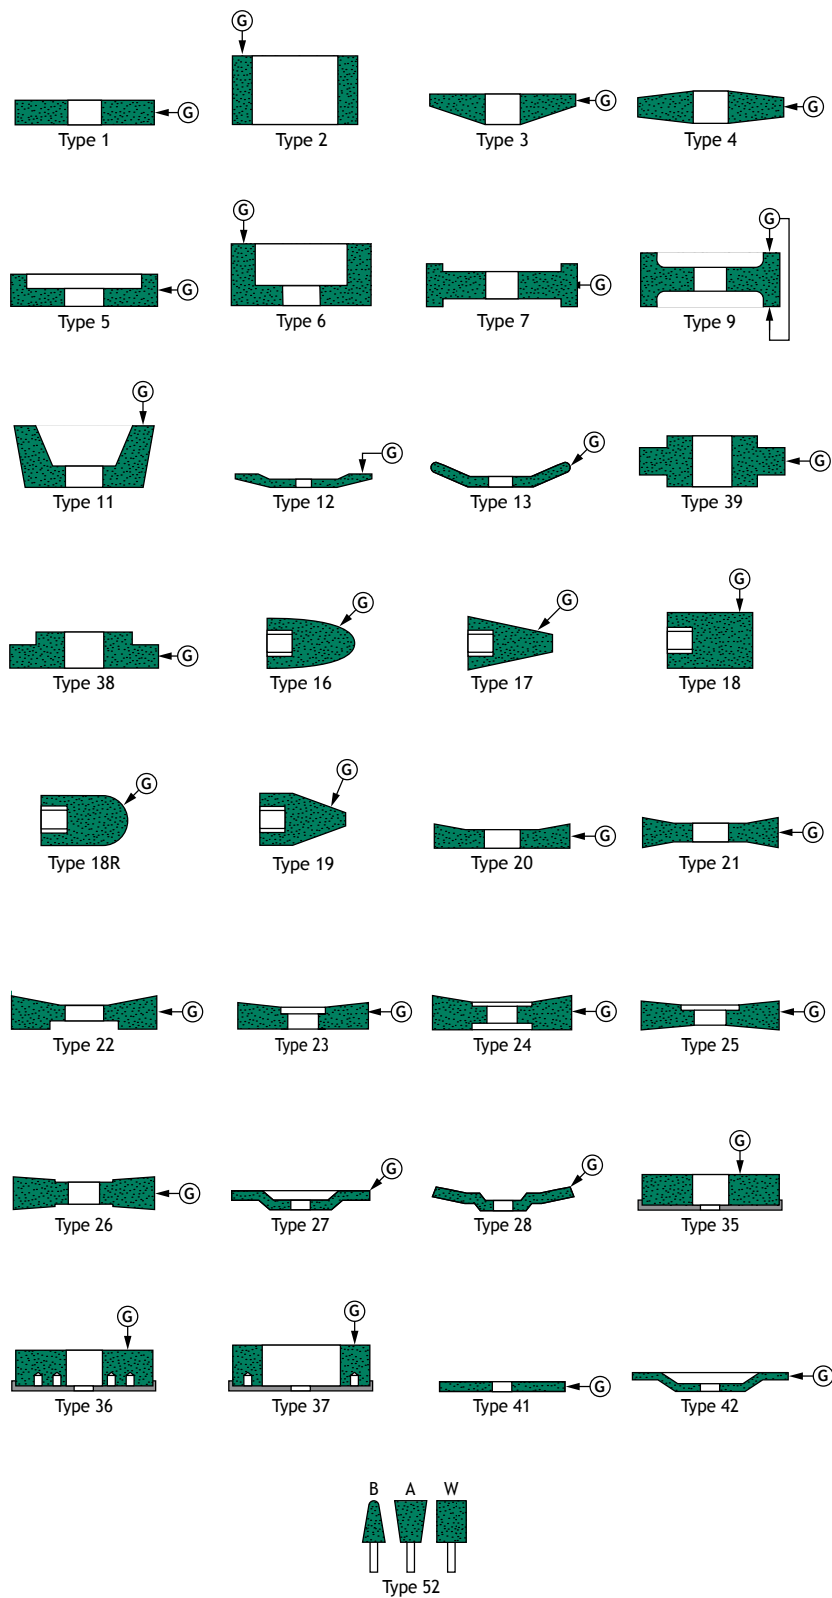 G
G
G
G
Type 1
Type 2
Type 3
Type 4
G
G
G
G
Type 5
Type 6
Type 7
Type 9
G
G
G
G
Type 11
Type 12
Type 13
Type 39
G
G
G
G
Type 38
Type 16
Type 17
Type 18
G
G
G
G
Type 18R
Type 19
Type 20
Type 21
G
G
G
G
Type 22
Type 23
Type 24
Type 25
G
G
G
G
Type 26
Type 27
Type 28
Type 35
G
G
G
G
Type 36
Type 37
Type 41
Type 42
B A W
Type 52